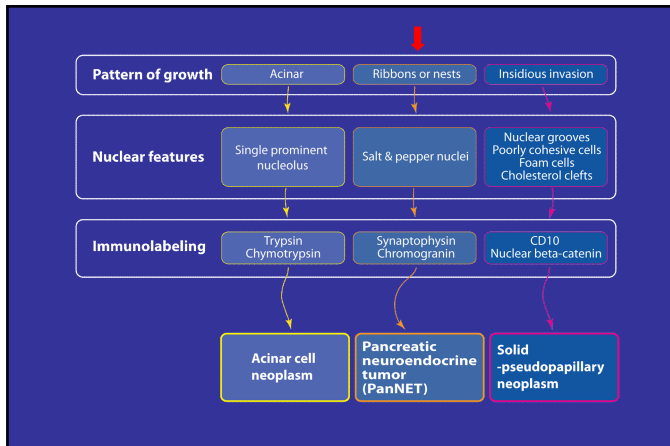 Pattern of growth
Acinar
Ribbons or nests
Insidious invasion
Nuclear features
Single prominent
nucleolus
Salt & pepper nuclei
Nuclear grooves
Poorly cohesive cells
Foam cells
Cholesterol clefts
Immunolabeling
Trypsin
Chymotrypsin
Synaptophysin
Chromogranin
CD10
Nuclear beta-catenin
Acinar cell
neoplasm
Pancreatic
neuroendocrine
tumor
(PanNET)
Solid
-pseudopapillary
neoplasm